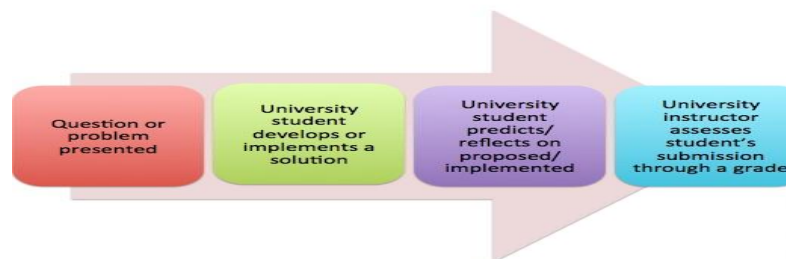 Question or
problem
presented
University
student
develops or
implements a
solution
University
student
predicts/
reflects on
proposed/
implemented
University
instructor
assesses
student's
submission
through a grade